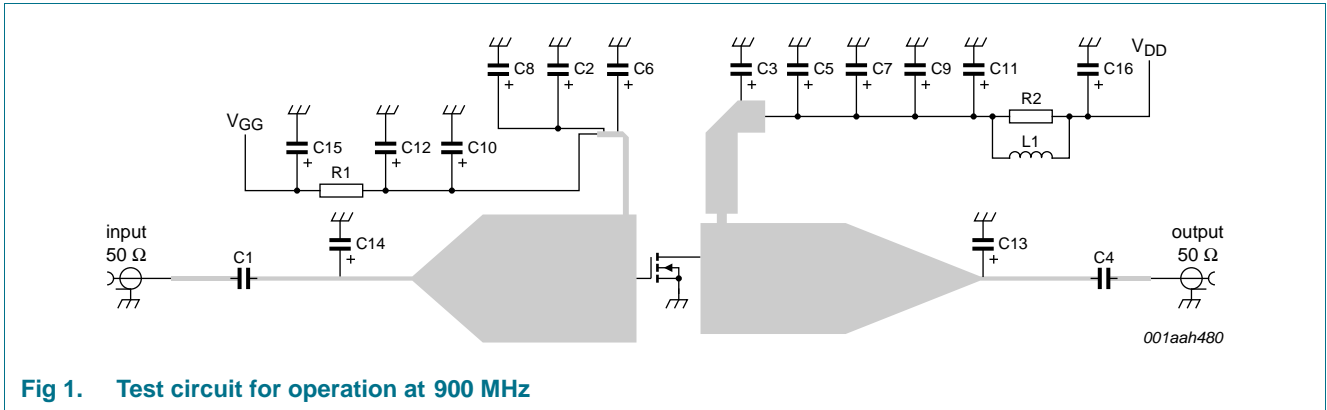 C8 C2 C6 C3 C5 C7 C9 C11 C16 VDD
+ + + + + + + + + +
R2
L1
VGG
C15 C12 C10
+ + +
R1
input
50 Ω
C1
C14
+
C13
+
C4
output
50 Ω
001aah480
Fig 1. Test circuit for operation at 900 MHz